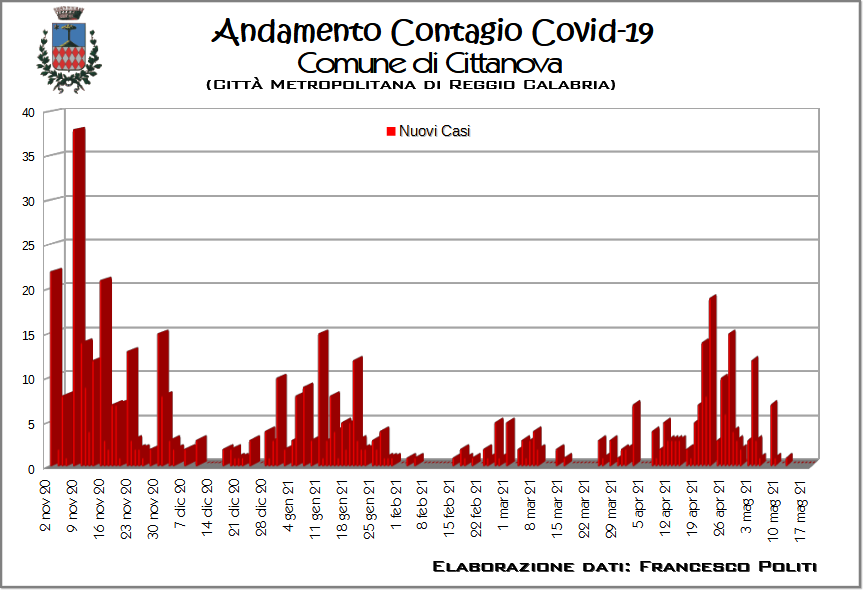 Andamento Contagio Covid-19
Comune di Cittanova
(Città Metropolitana di Reggio Calabria)
Nuovi Casi
40
35
30
25
20
15
10
5
0
2 nov 20
9 nov 20
16 nov 20
23 nov 20
30 nov 20
7 dic 20
14 dic 20
21 dic 20
28 dic 20
4 gen 21
11 gen 21
18 gen 21
25 gen 21
1 feb 21
8 feb 21
15 feb 21
22 feb 21
1 mar 21
8 mar 21
15 mar 21
22 mar 21
29 mar 21
5 apr 21
12 apr 21
19 apr 21
26 apr 21
3 mag 21
10 mag 21
17 mag 21
Elaborazione dati: Francesco Politi